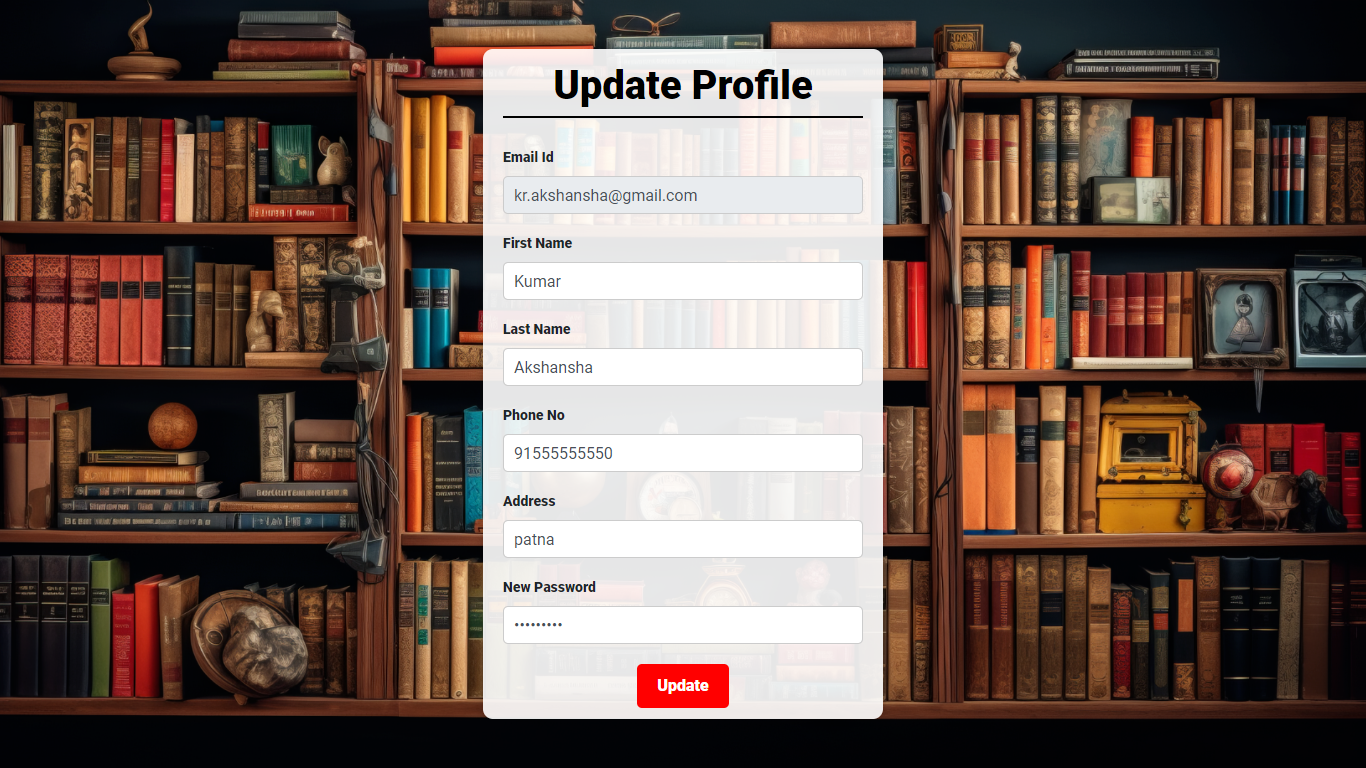 Update Profile
Email Id
kr.akshansha@gmail.com
First Name
Kumar
Last Name
Akshansha
Phone No
91555555550
Address
patna
New Password
•••••••••
Update